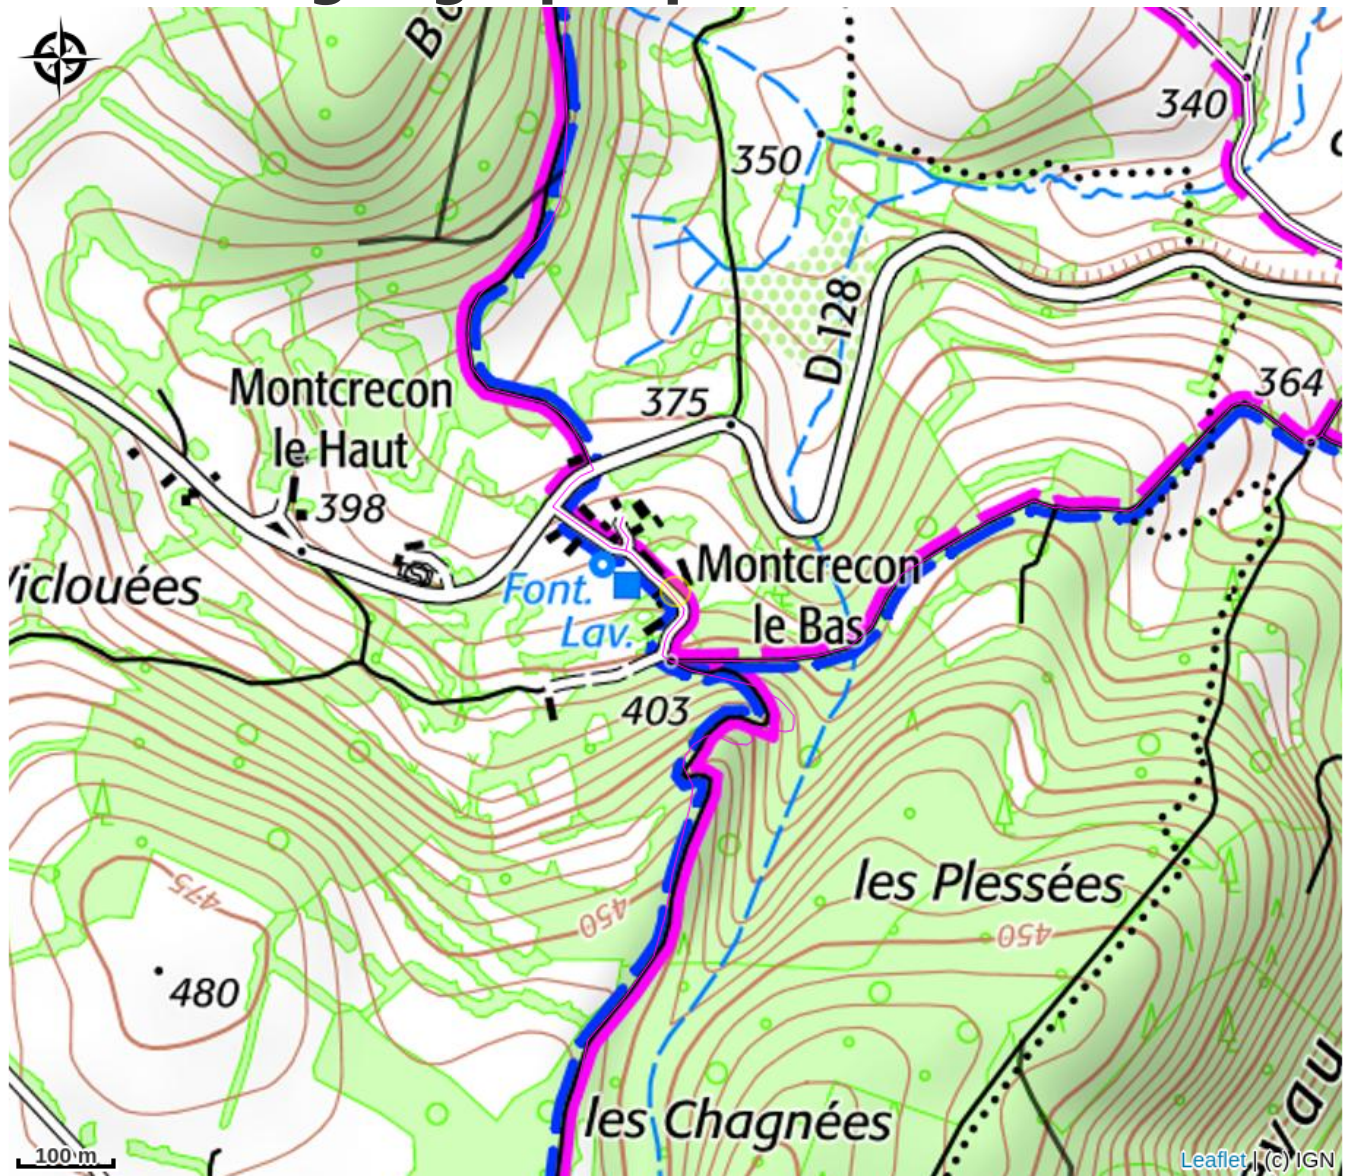 340
350
D 128
364
Montcrecon
le Haut
375
398
Montcrecon
le Bas
Font.
Lav.
403
les Plessées
475
450
450
480
les Chagnées
100 m
Leaflet | (c) IGN